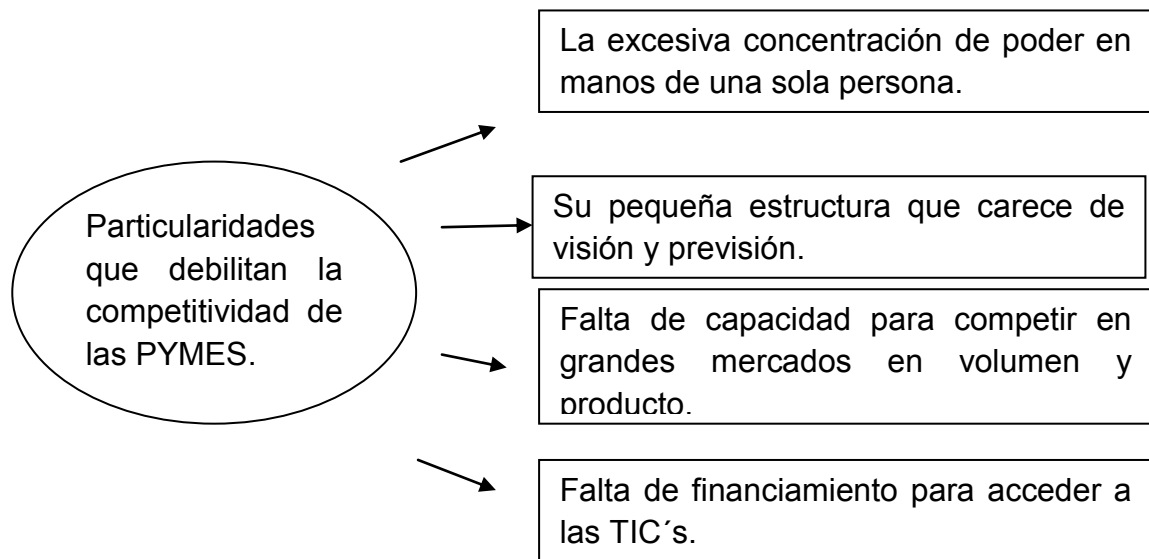 La excesiva concentración de poder en
manos de una sola persona.
Particularidades
que debilitan la
competitividad de
las PYMES.
Su pequeña estructura que carece de
visión y previsión.
Falta de capacidad para competir en
grandes mercados en volumen y
producto.
Falta de financiamiento para acceder a
las TIC´s.